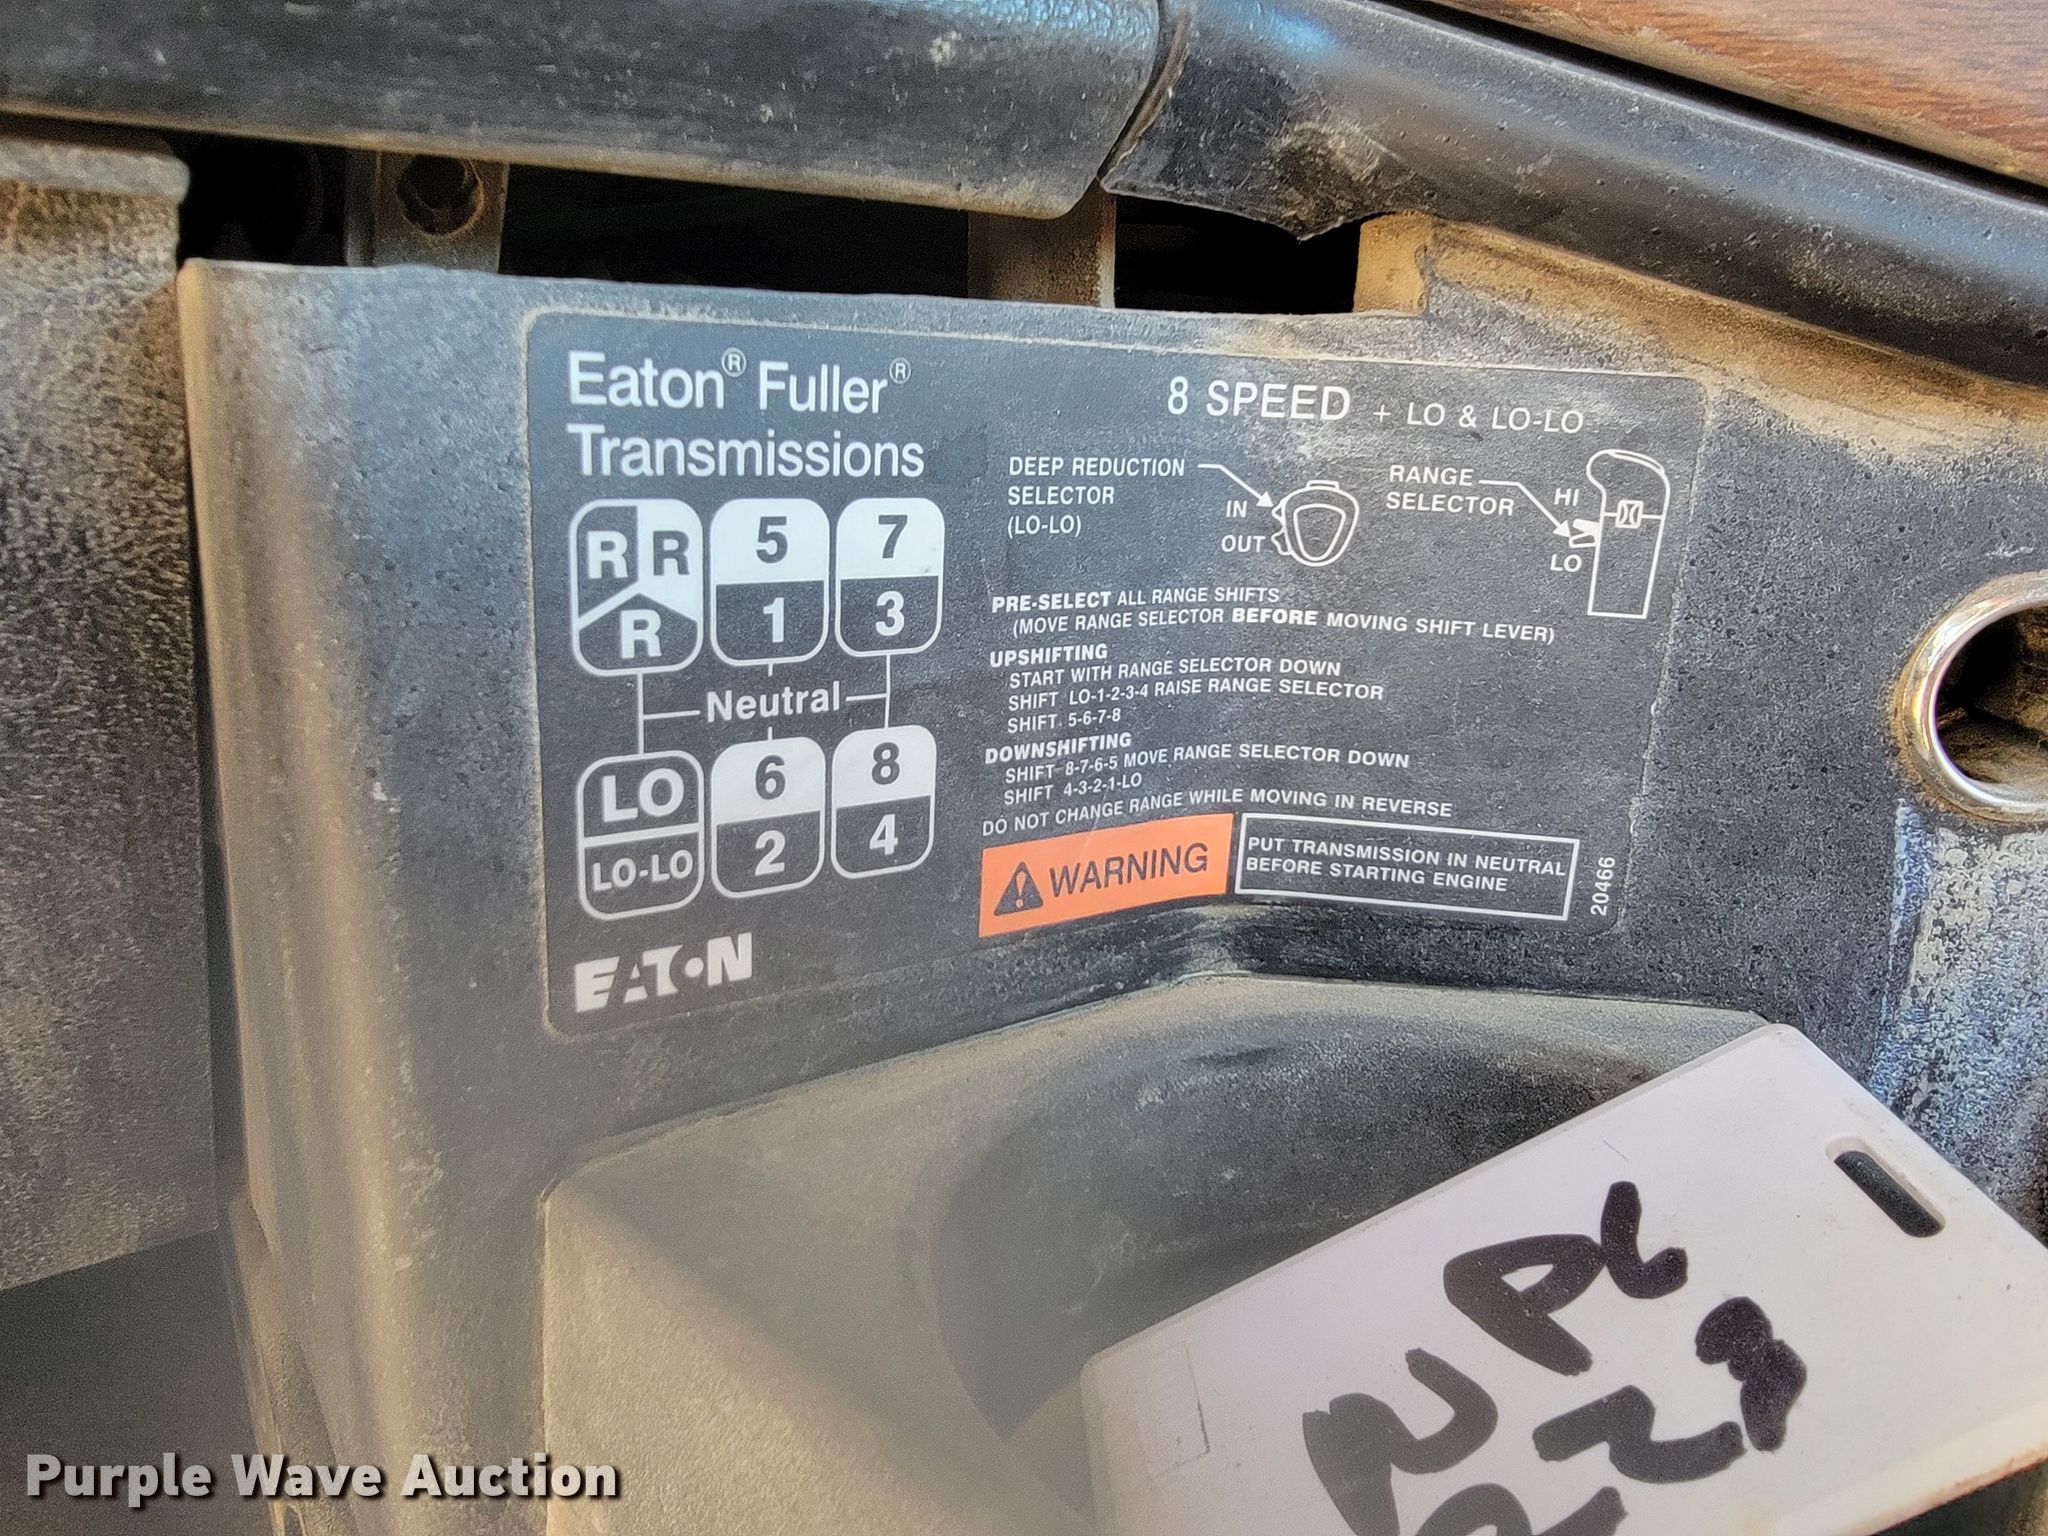 Eaton® Fuller®
Transmissions
R R
R
5
1
7
3
Neutral
LO
LO-LO
6
2
8
4
EATON
8 SPEED + LO & LO-LO
DEEP REDUCTION
SELECTOR
(LO-LO)
IN
OUT
RANGE
SELECTOR
HI
LO
PRE-SELECT ALL RANGE SHIFTS
(MOVE RANGE SELECTOR BEFORE MOVING SHIFT LEVER)
UPSHIFTING
START WITH RANGE SELECTOR DOWN
SHIFT LO-1-2-3-4 RAISE RANGE SELECTOR
SHIFT 5-6-7-8
DOWNSHIFTING
SHIFT 8-7-6-5 MOVE RANGE SELECTOR DOWN
SHIFT 4-3-2-1-LO
DO NOT CHANGE RANGE WHILE MOVING IN REVERSE
WARNING
PUT TRANSMISSION IN NEUTRAL
BEFORE STARTING ENGINE
20466
Purple Wave Auction